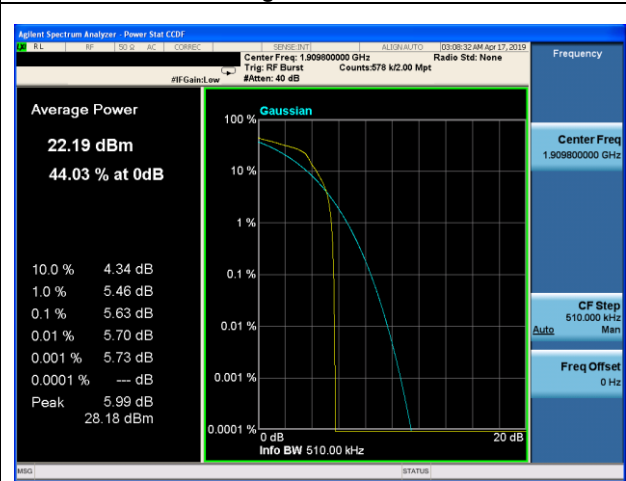 Agilent Spectrum Analyzer - Power Stat CCDF
RL RF 50 Ω AC CORREC SENSE:INT ALIGNAUTO 03:08:32 AM Apr 17, 2019
Center Freq: 1.909800000 GHz Radio Std: None
Trig: RF Burst Counts:578 k/2.00 Mpt
#IFGain:Low #Atten: 40 dB
Frequency
Average Power
22.19 dBm
44.03 % at 0dB
10.0 % 4.34 dB
1.0 % 5.46 dB
0.1 % 5.63 dB
0.01 % 5.70 dB
0.001 % 5.73 dB
0.0001 % --- dB
Peak 5.99 dB
28.18 dBm
Gaussian
100 %
10 %
1 %
0.1 %
0.01 %
0.001 %
0.0001 %
0 dB 20 dB
Info BW 510.00 kHz
Center Freq
1.909800000 GHz
CF Step
510.000 kHz
Auto Man
Freq Offset
0 Hz
MSG STATUS